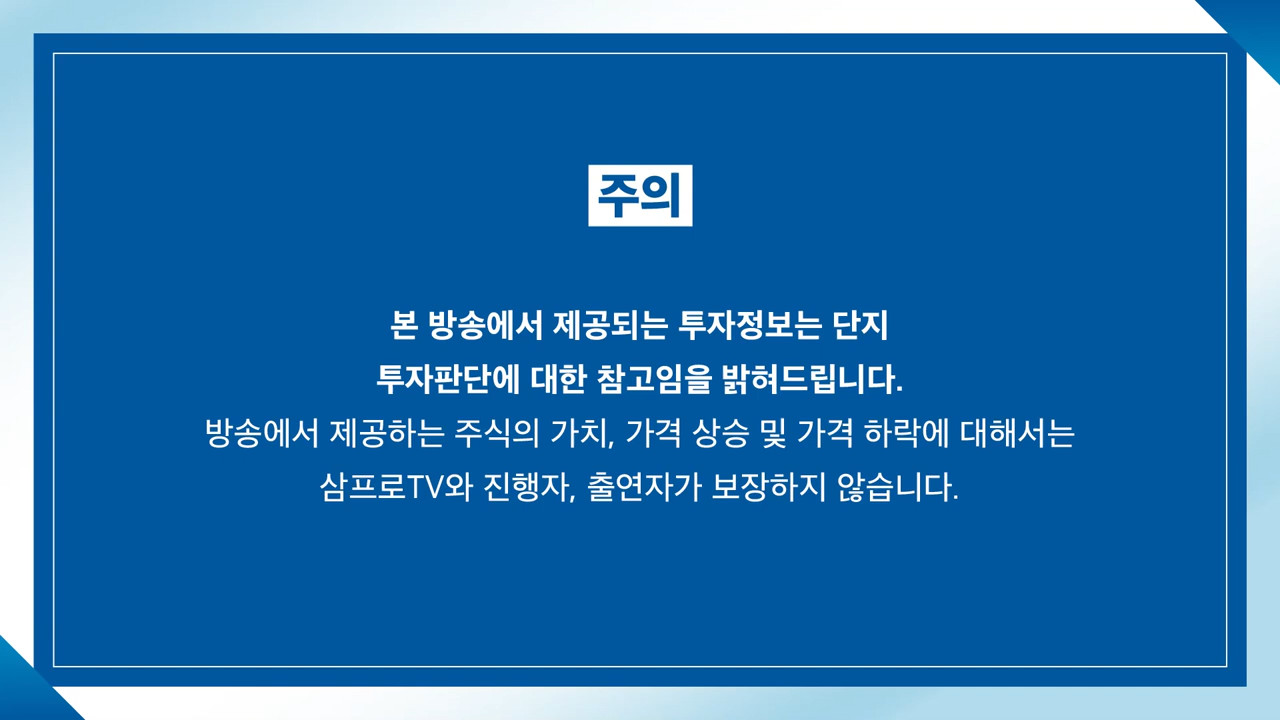 주의
본 방송에서 제공되는 투자정보는 단지
투자판단에 대한 참고임을 밝혀드립니다.
방송에서 제공하는 주식의 가치, 가격 상승 및 가격 하락에 대해서는
삼프로TV와 진행자, 출연자가 보장하지 않습니다.